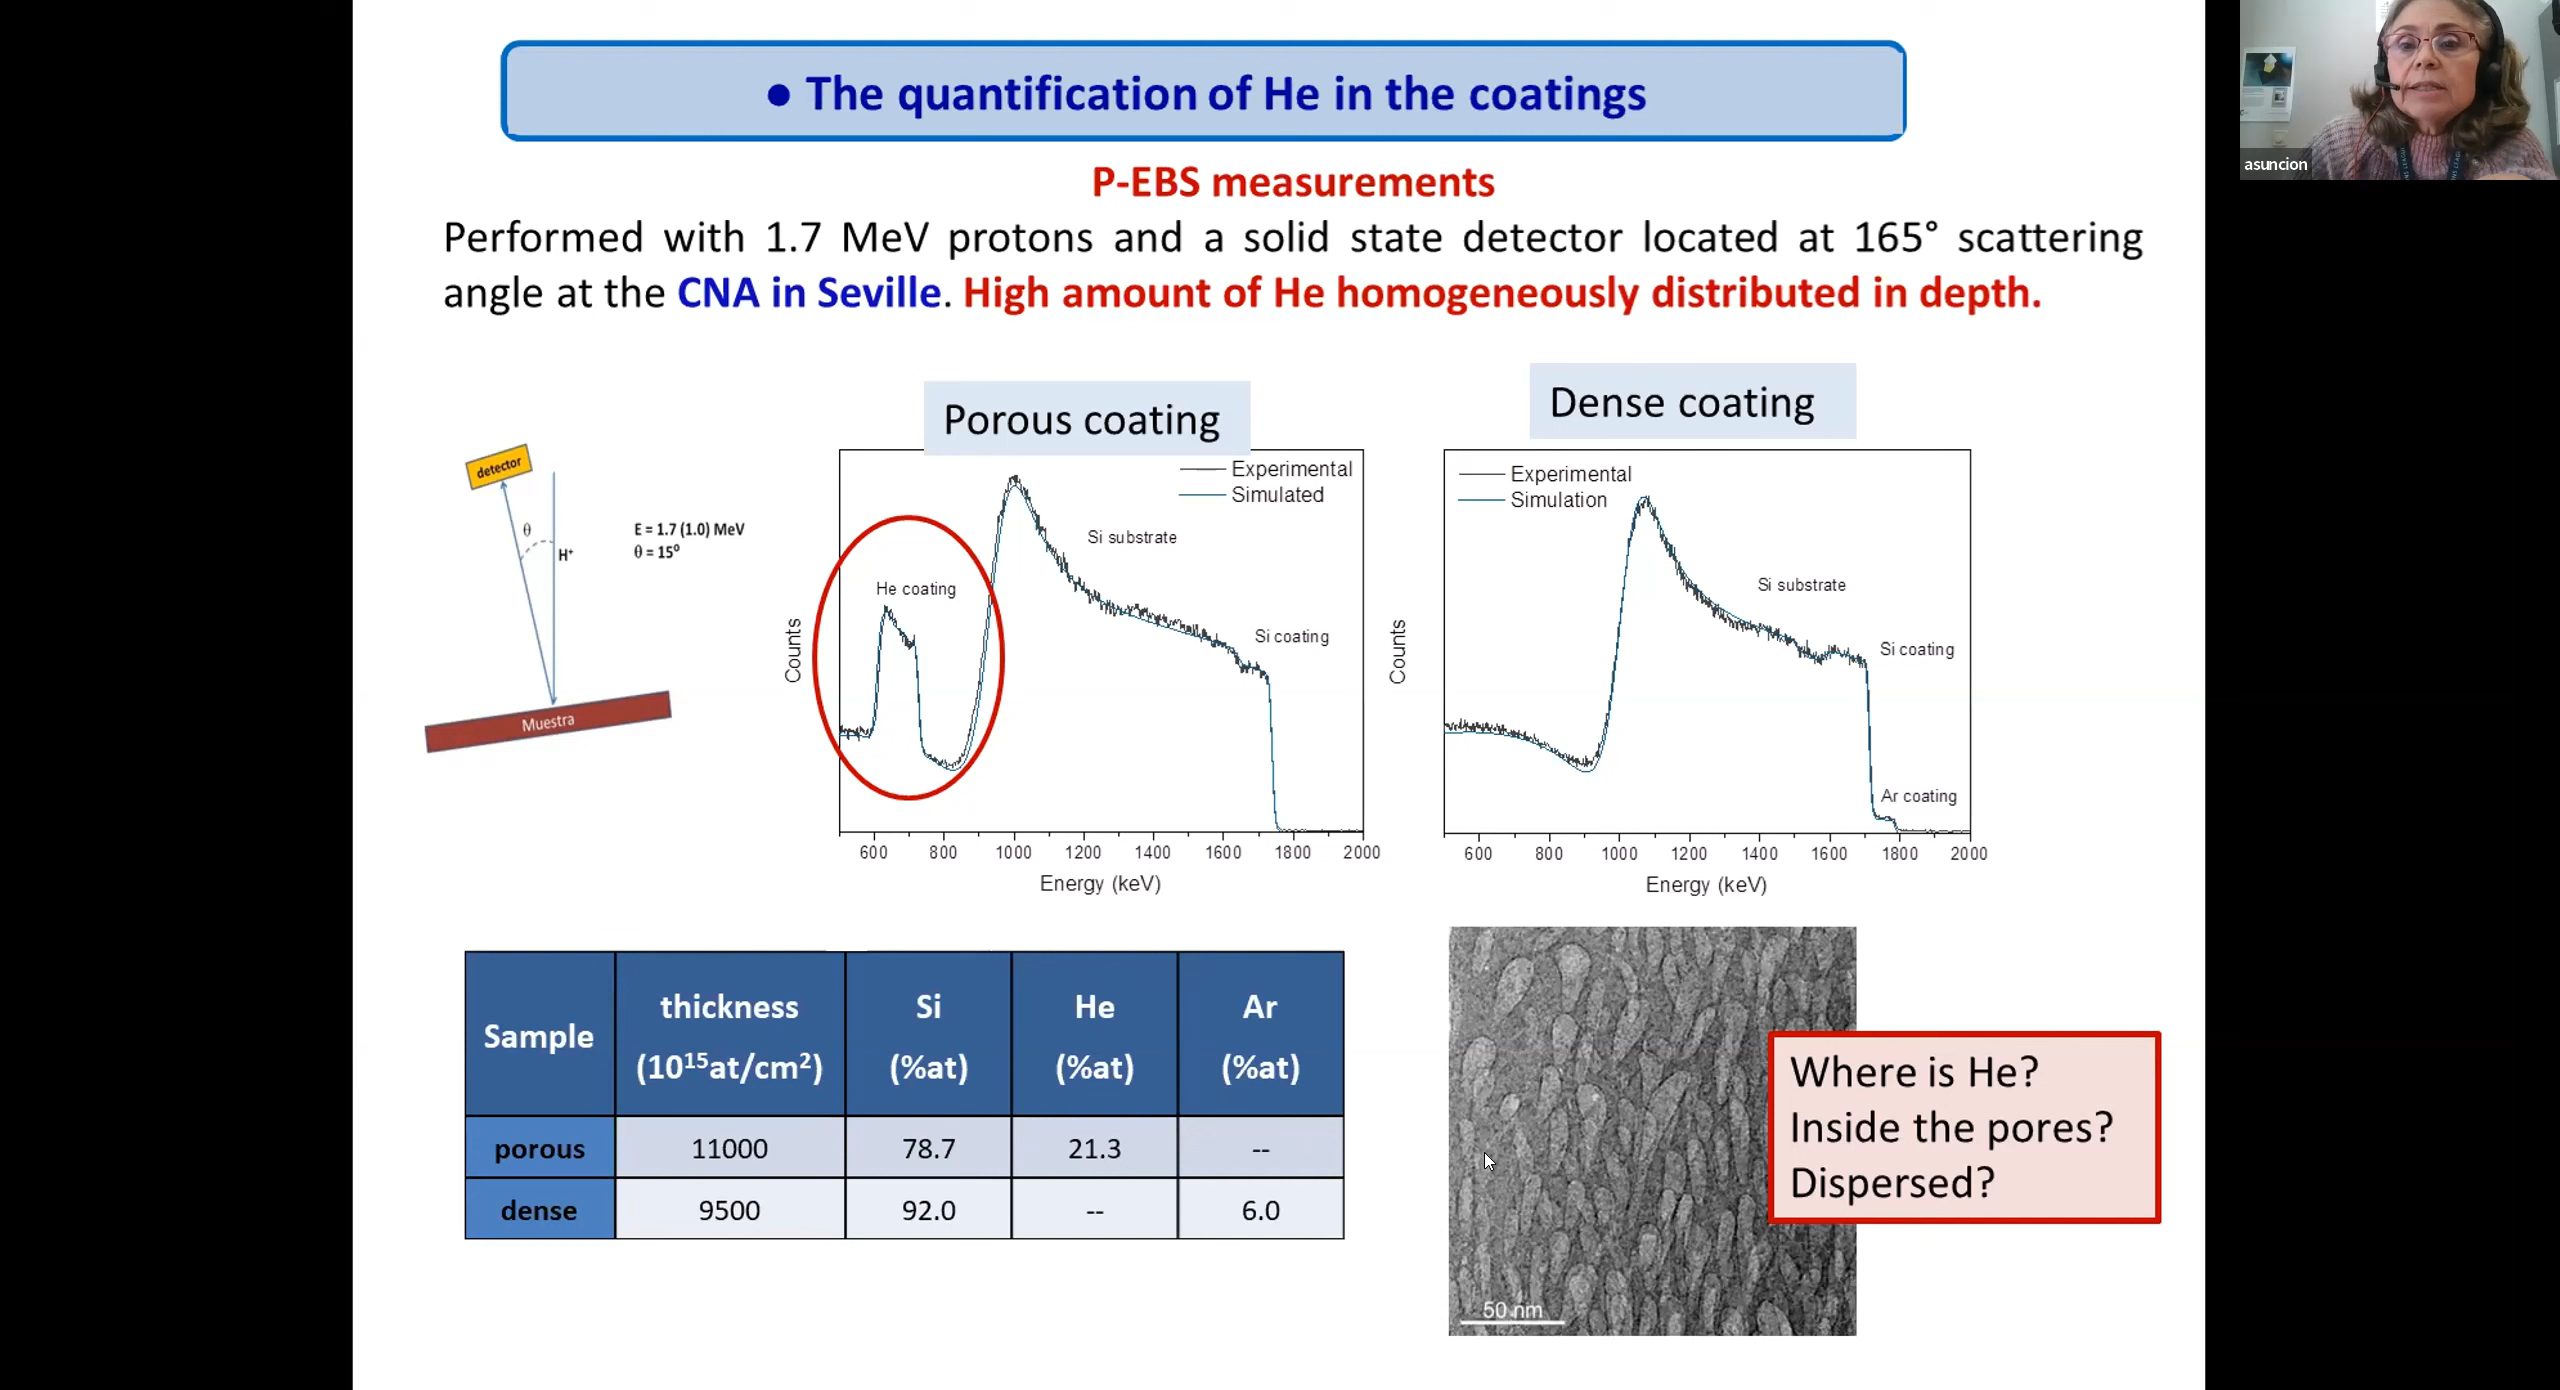 ● The quantification of He in the coatings
asuncion
P-EBS measurements
Performed with 1.7 MeV protons and a solid state detector located at 165° scattering
angle at the CNA in Seville. High amount of He homogeneously distributed in depth.
detector
θ
H⁺
E = 1.7 (1.0) MeV
θ = 15º
Muestra
Porous coating
Experimental
Simulated
He coating
Si substrate
Si coating
Counts
600 800 1000 1200 1400 1600 1800 2000
Energy (keV)
Dense coating
Experimental
Simulation
Si substrate
Si coating
Ar coating
Counts
600 800 1000 1200 1400 1600 1800 2000
Energy (keV)
Sample thickness (10¹⁵at/cm²) Si (%at) He (%at) Ar (%at)
porous 11000 78.7 21.3 --
dense 9500 92.0 -- 6.0
50 nm
Where is He?
Inside the pores?
Dispersed?